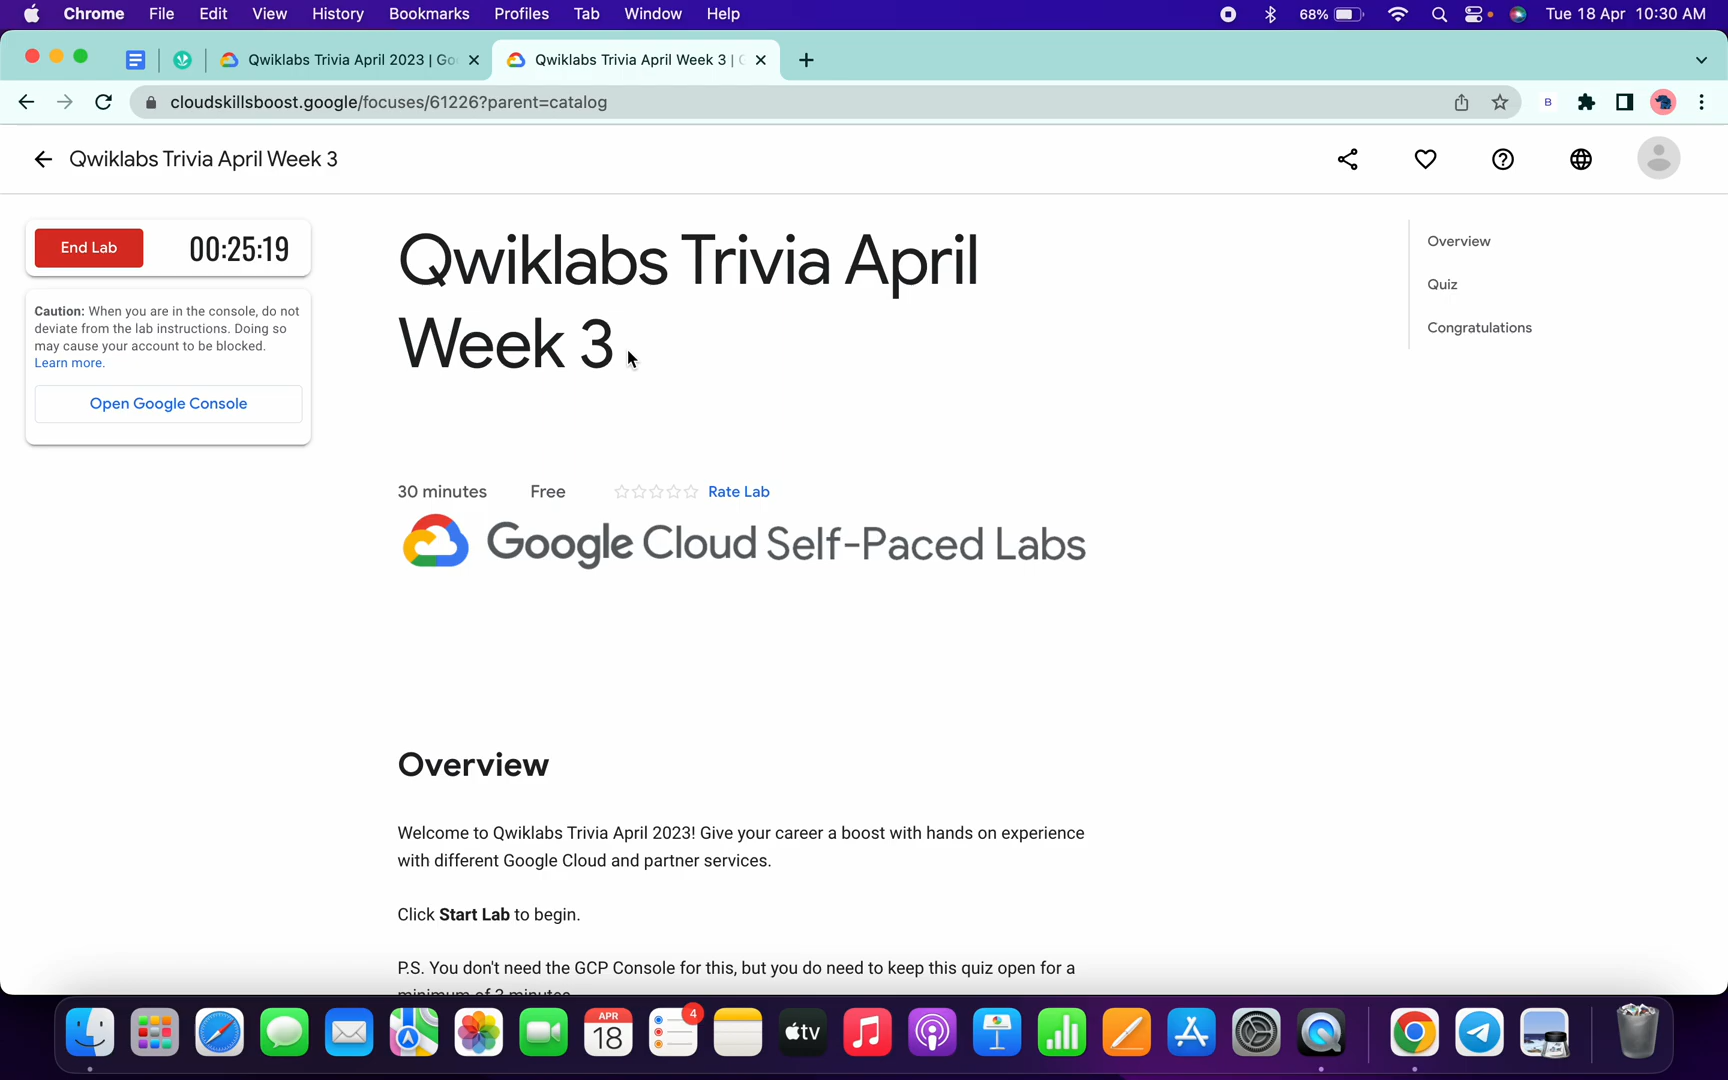 Chrome File Edit View History Bookmarks Profiles Tab Window Help 68% Tue 18 Apr 10:30 AM
Qwiklabs Trivia April 2023 | Go Qwiklabs Trivia April Week 3 |
cloudskillsboost.google/focuses/61226?parent=catalog B
Qwiklabs Trivia April Week 3
End Lab 00:25:19
Caution: When you are in the console, do not
deviate from the lab instructions. Doing so
may cause your account to be blocked.
Learn more.
Open Google Console
Qwiklabs Trivia April
Week 3
30 minutes Free Rate Lab
Google Cloud Self-Paced Labs
Overview
Welcome to Qwiklabs Trivia April 2023! Give your career a boost with hands on experience
with different Google Cloud and partner services.
Click Start Lab to begin.
P.S. You don't need the GCP Console for this, but you do need to keep this quiz open for a
minimum of 2 minutes
Overview
Quiz
Congratulations
APR
18
4
tv